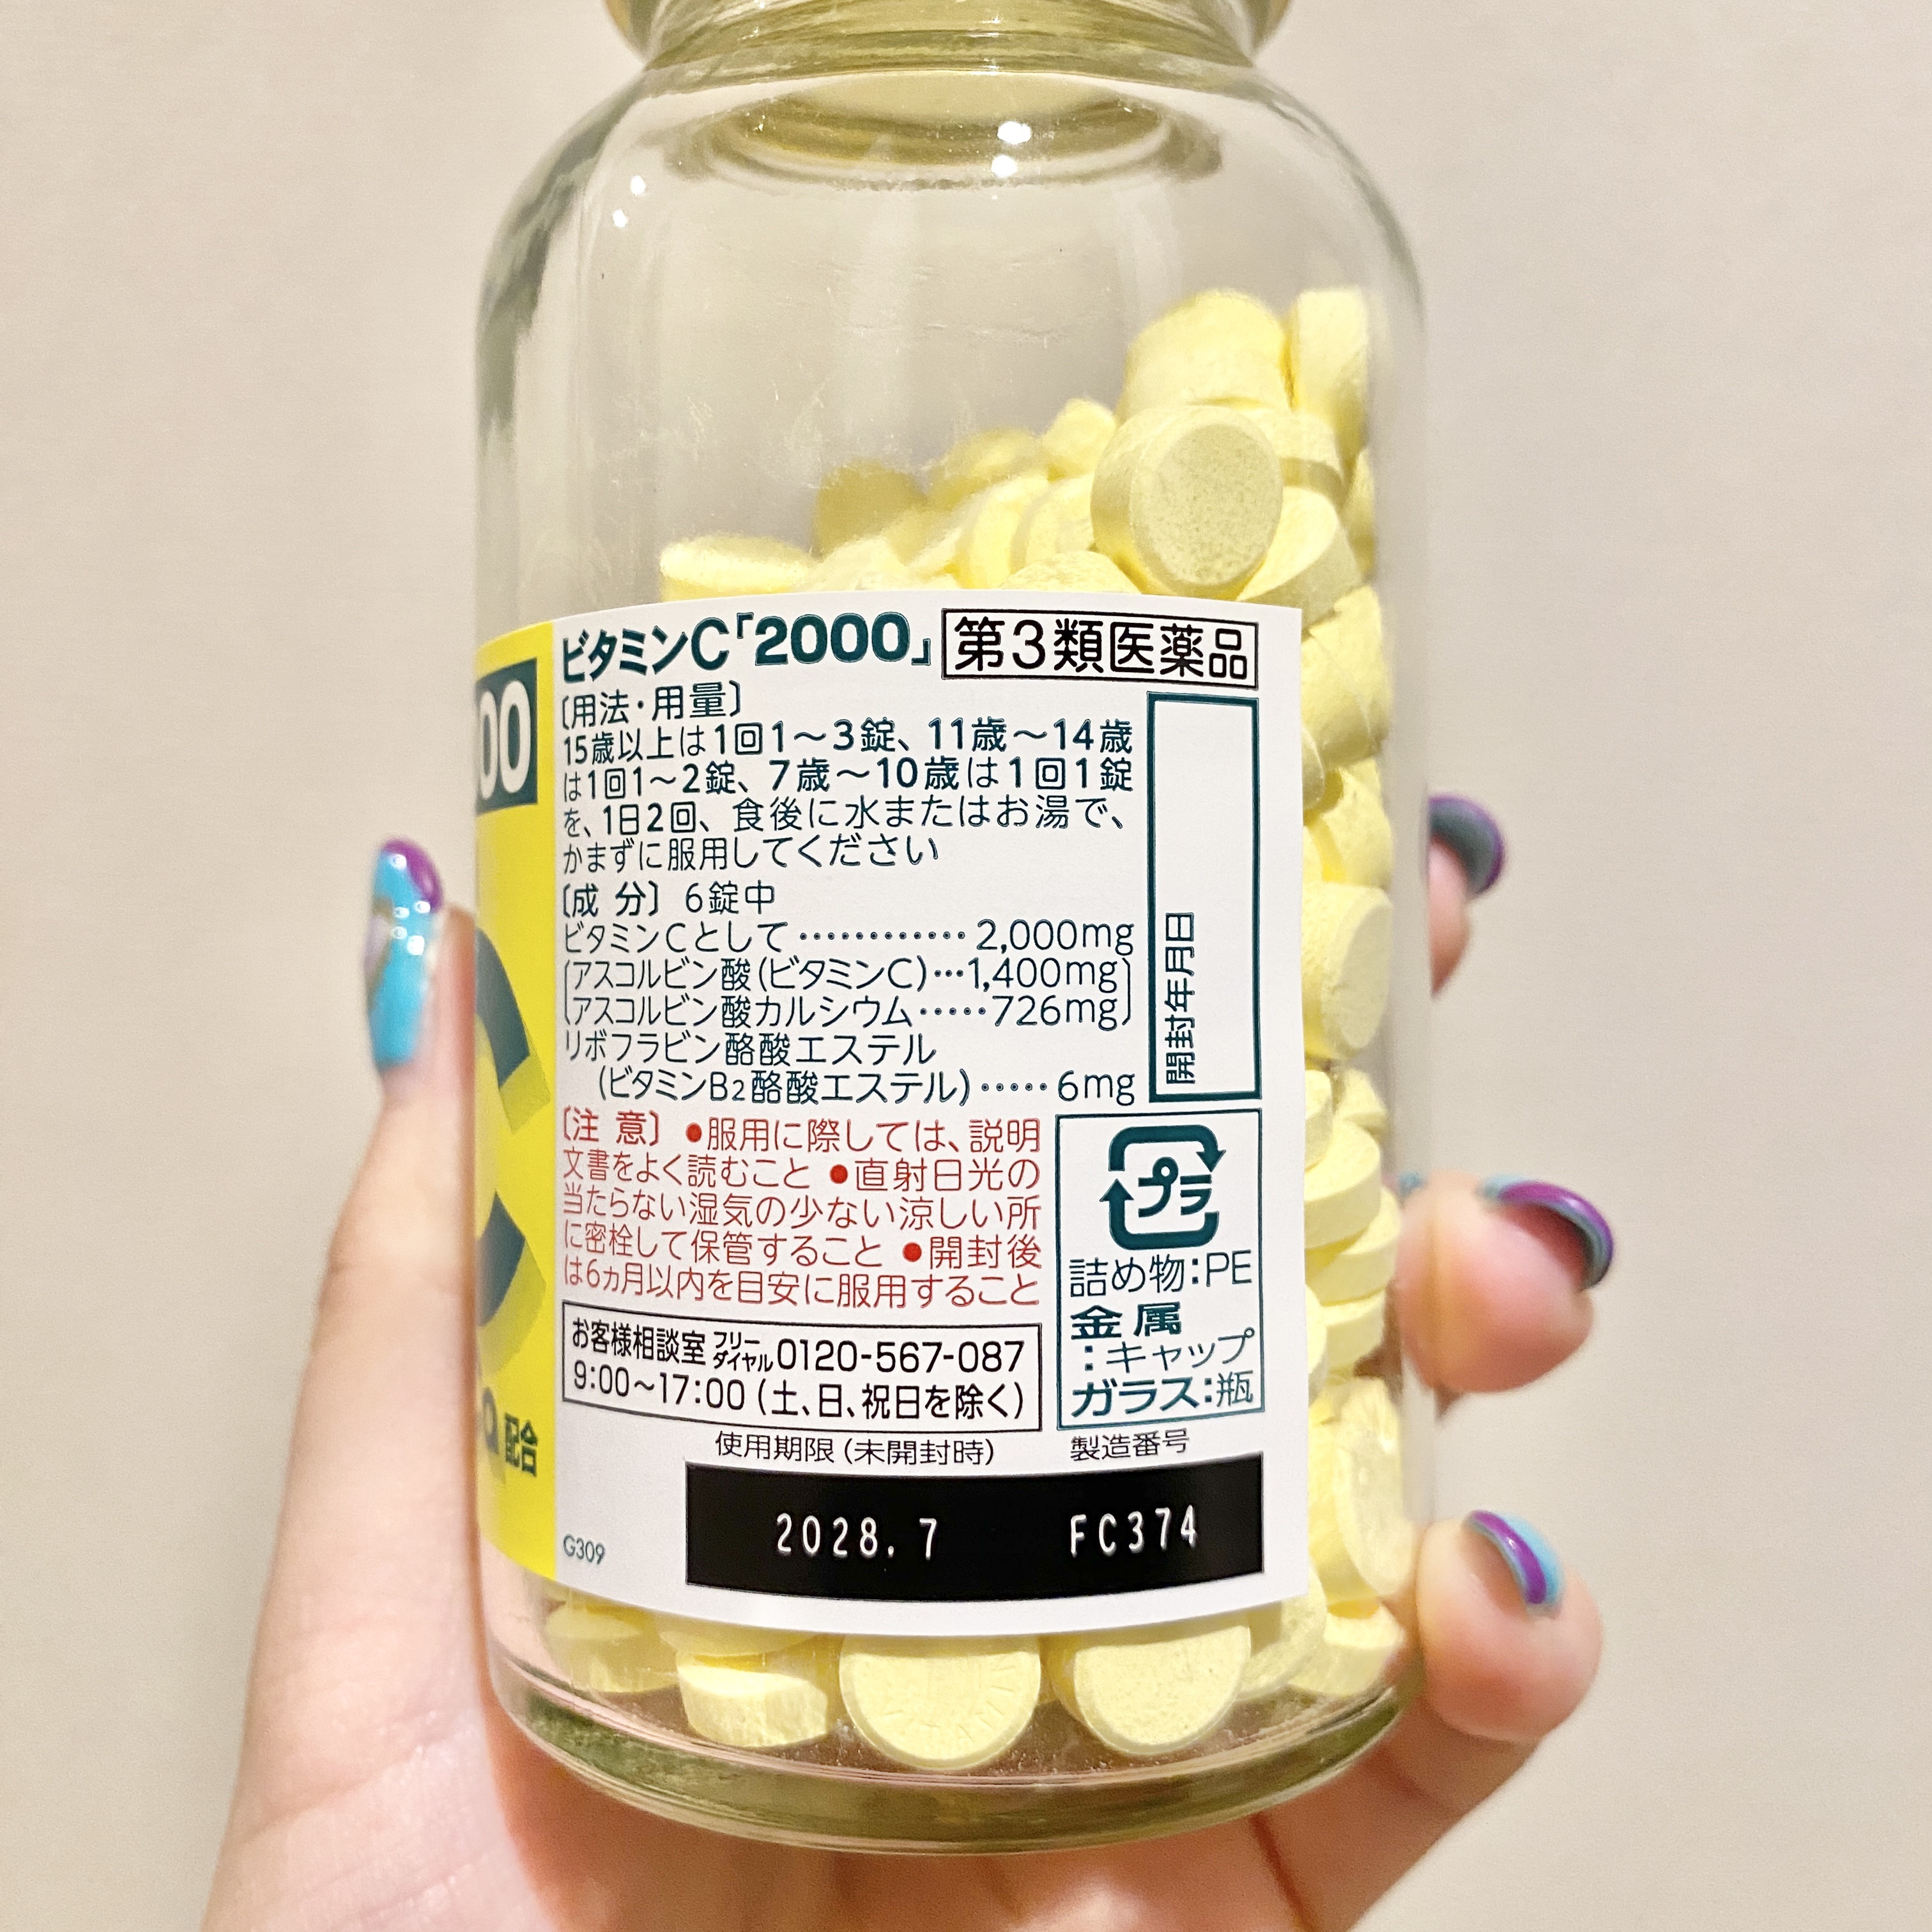 ビタミンC「2000」 第3類医薬品
〔用法・用量〕
15歳以上は1回1〜3錠、11歳〜14歳
は1回1〜2錠、7歳〜10歳は1回1錠
を、1日2回、食後に水またはお湯で、
かまずに服用してください
〔成 分〕 6錠中
ビタミンCとして…………2,000mg
〔アスコルビン酸(ビタミンC)…1,400mg〕
〔アスコルビン酸カルシウム……726mg〕
リボフラビン酪酸エステル
(ビタミンB2酪酸エステル)……6mg
開封年月日
〔注 意〕 ●服用に際しては、説明
文書をよく読むこと ●直射日光の
当たらない湿気の少ない涼しい所
に密栓して保管すること ●開封後
は6ヵ月以内を目安に服用すること
プラ
詰め物:PE
金属
:キャップ
ガラス:瓶
お客様相談室 フリーダイヤル 0120-567-087
9:00〜17:00 (土、日、祝日を除く)
使用期限(未開封時) 製造番号
2028.7 FC374
G309
00
C
配合
VITAMIN